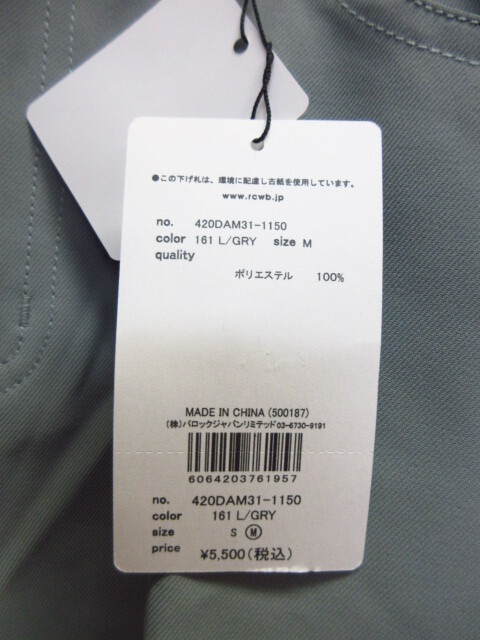 ●この下げ札は、環境に配慮し古紙を使用しています。
www.rcwb.jp
no. 420DAM31-1150
color 161 L/GRY size M
quality
ポリエステル 100%
MADE IN CHINA (500187)
(株)バロックジャパンリミテッド03-6730-9191
6064203761957
no. 420DAM31-1150
color 161 L/GRY
size S Ⓜ
price ¥5,500(税込)